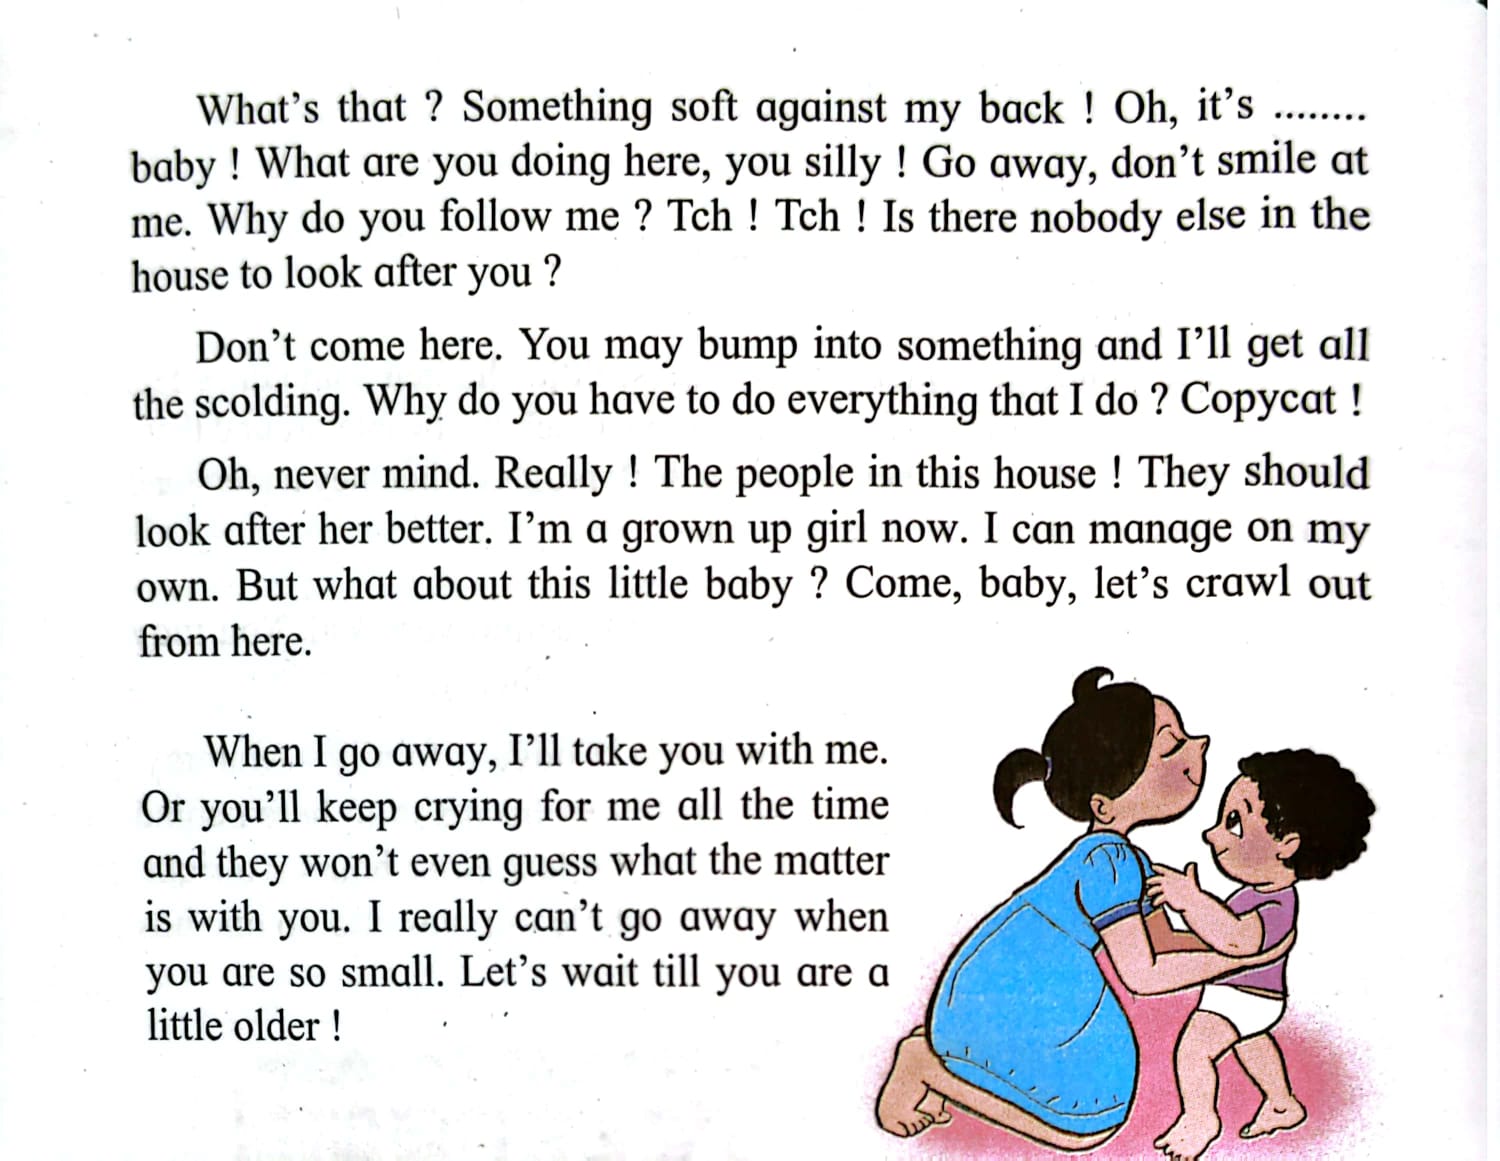 What's that ? Something soft against my back ! Oh, it's ........
baby ! What are you doing here, you silly ! Go away, don't smile at
me. Why do you follow me ? Tch ! Tch ! Is there nobody else in the
house to look after you ?
Don't come here. You may bump into something and I'll get all
the scolding. Why do you have to do everything that I do ? Copycat !
Oh, never mind. Really ! The people in this house ! They should
look after her better. I'm a grown up girl now. I can manage on my
own. But what about this little baby ? Come, baby, let's crawl out
from here.
When I go away, I'll take you with me.
Or you'll keep crying for me all the time
and they won't even guess what the matter
is with you. I really can't go away when
you are so small. Let's wait till you are a
little older !